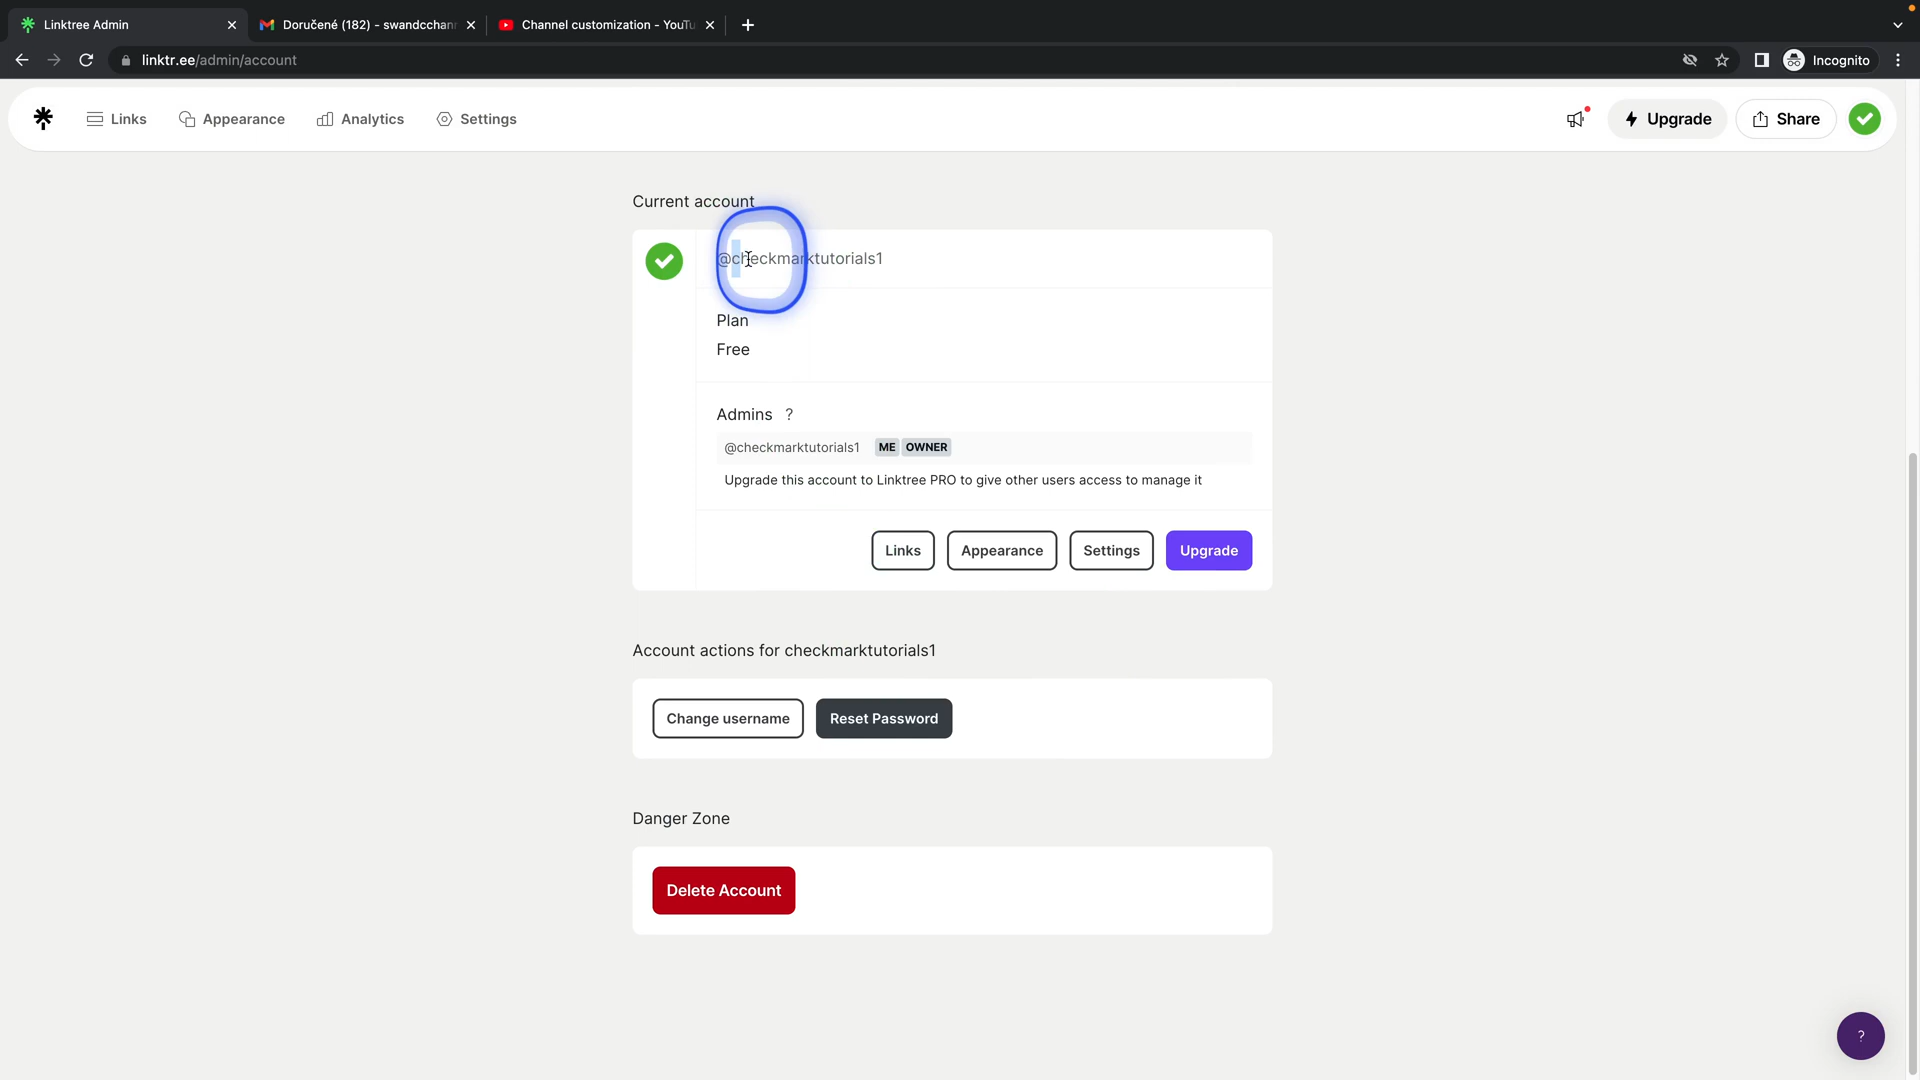 Linktree Admin
Doručené (182) - swandcchann
Channel customization - YouTu
linktr.ee/admin/account
Incognito
Links
Appearance
Analytics
Settings
Upgrade
Share
Current account
@checkmarktutorials1
Plan
Free
Admins ?
@checkmarktutorials1 ME OWNER
Upgrade this account to Linktree PRO to give other users access to manage it
Links
Appearance
Settings
Upgrade
Account actions for checkmarktutorials1
Change username
Reset Password
Danger Zone
Delete Account
?